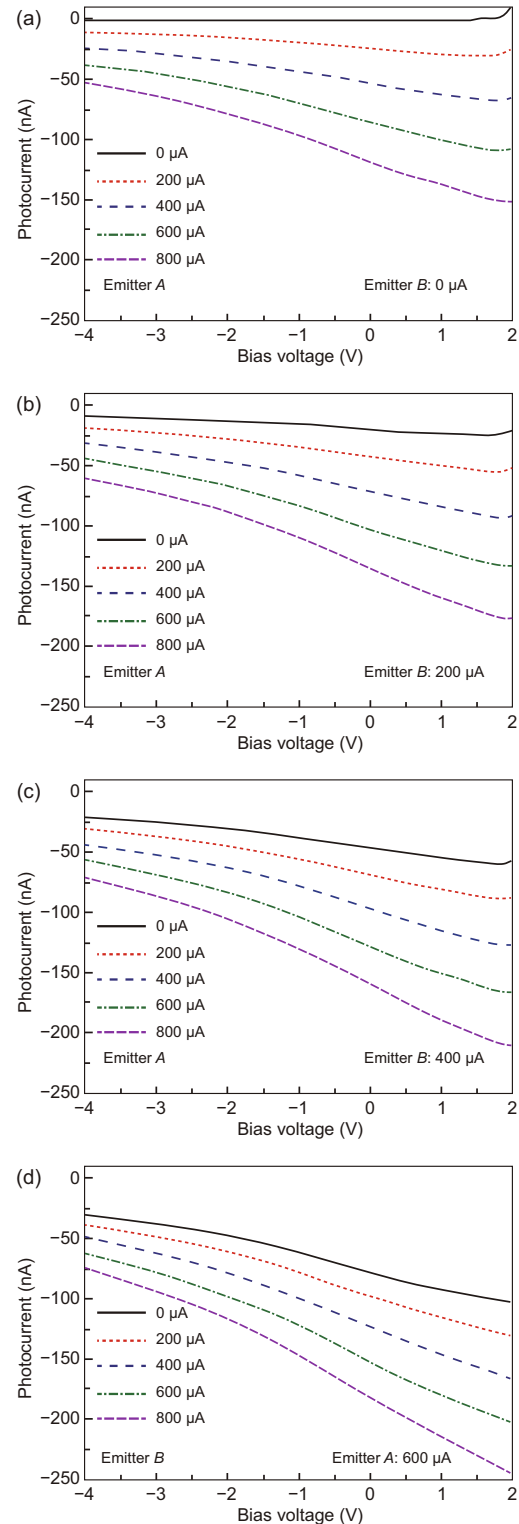 (a)
0
−50
−100
−150
−200
−250
Photocurrent (nA)
0 μA
200 μA
400 μA
600 μA
800 μA
Emitter A
Emitter B: 0 μA
−4 −3 −2 −1 0 1 2
Bias voltage (V)
(b)
0
−50
−100
−150
−200
−250
Photocurrent (nA)
0 μA
200 μA
400 μA
600 μA
800 μA
Emitter A
Emitter B: 200 μA
−4 −3 −2 −1 0 1 2
Bias voltage (V)
(c)
0
−50
−100
−150
−200
−250
Photocurrent (nA)
0 μA
200 μA
400 μA
600 μA
800 μA
Emitter A
Emitter B: 400 μA
−4 −3 −2 −1 0 1 2
Bias voltage (V)
(d)
0
−50
−100
−150
−200
−250
Photocurrent (nA)
0 μA
200 μA
400 μA
600 μA
800 μA
Emitter B
Emitter A: 600 μA
−4 −3 −2 −1 0 1 2
Bias voltage (V)